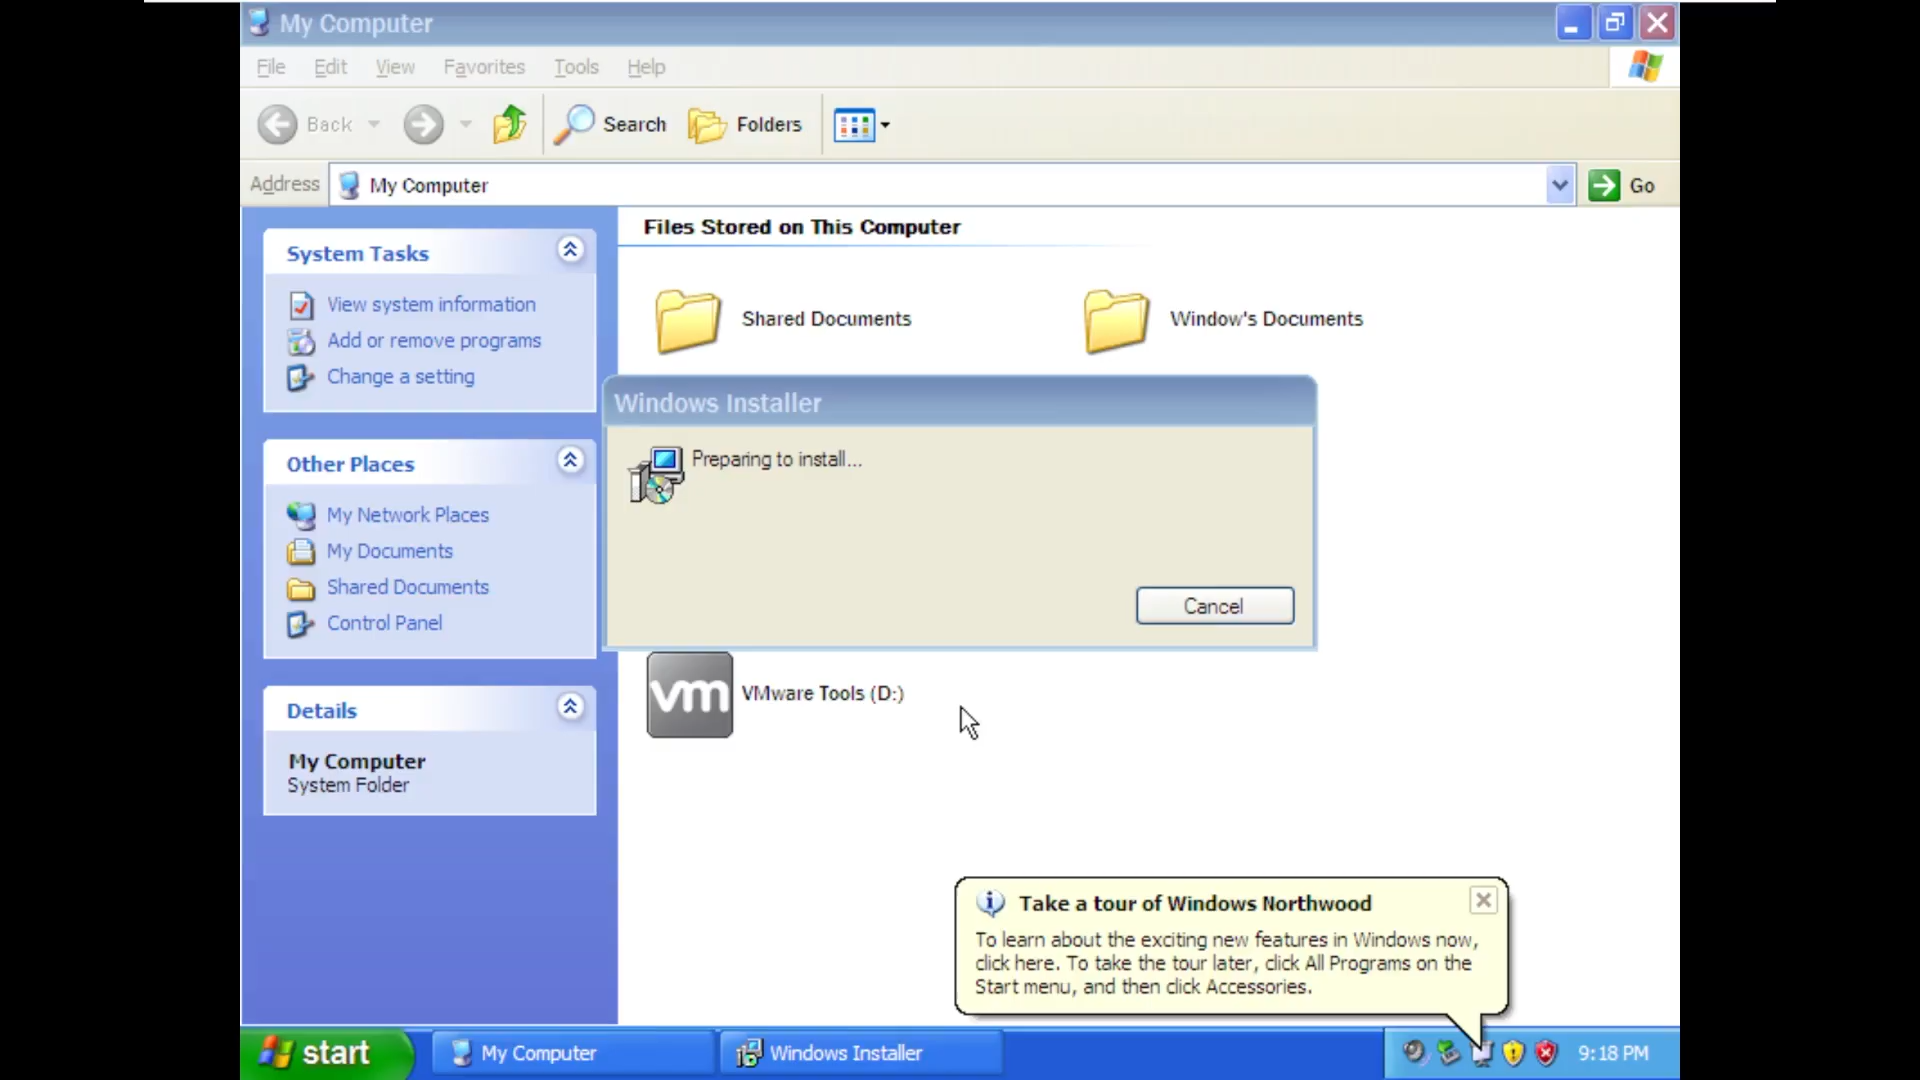 My Computer
File Edit View Favorites Tools Help
Back Search Folders
Address My Computer Go
Files Stored on This Computer
System Tasks
View system information
Add or remove programs
Change a setting
Shared Documents
Window's Documents
Windows Installer
Preparing to install...
Cancel
Other Places
My Network Places
My Documents
Shared Documents
Control Panel
vm VMware Tools (D:)
Details
My Computer
System Folder
Take a tour of Windows Northwood
To learn about the exciting new features in Windows now,
click here. To take the tour later, click All Programs on the
Start menu, and then click Accessories.
start My Computer Windows Installer 9:18 PM